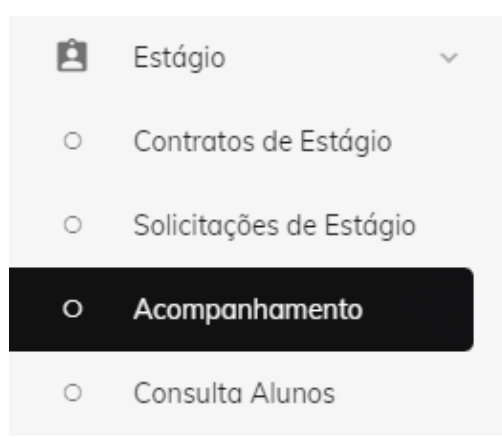 Estágio
Contratos de Estágio
Solicitações de Estágio
Acompanhamento
Consulta Alunos